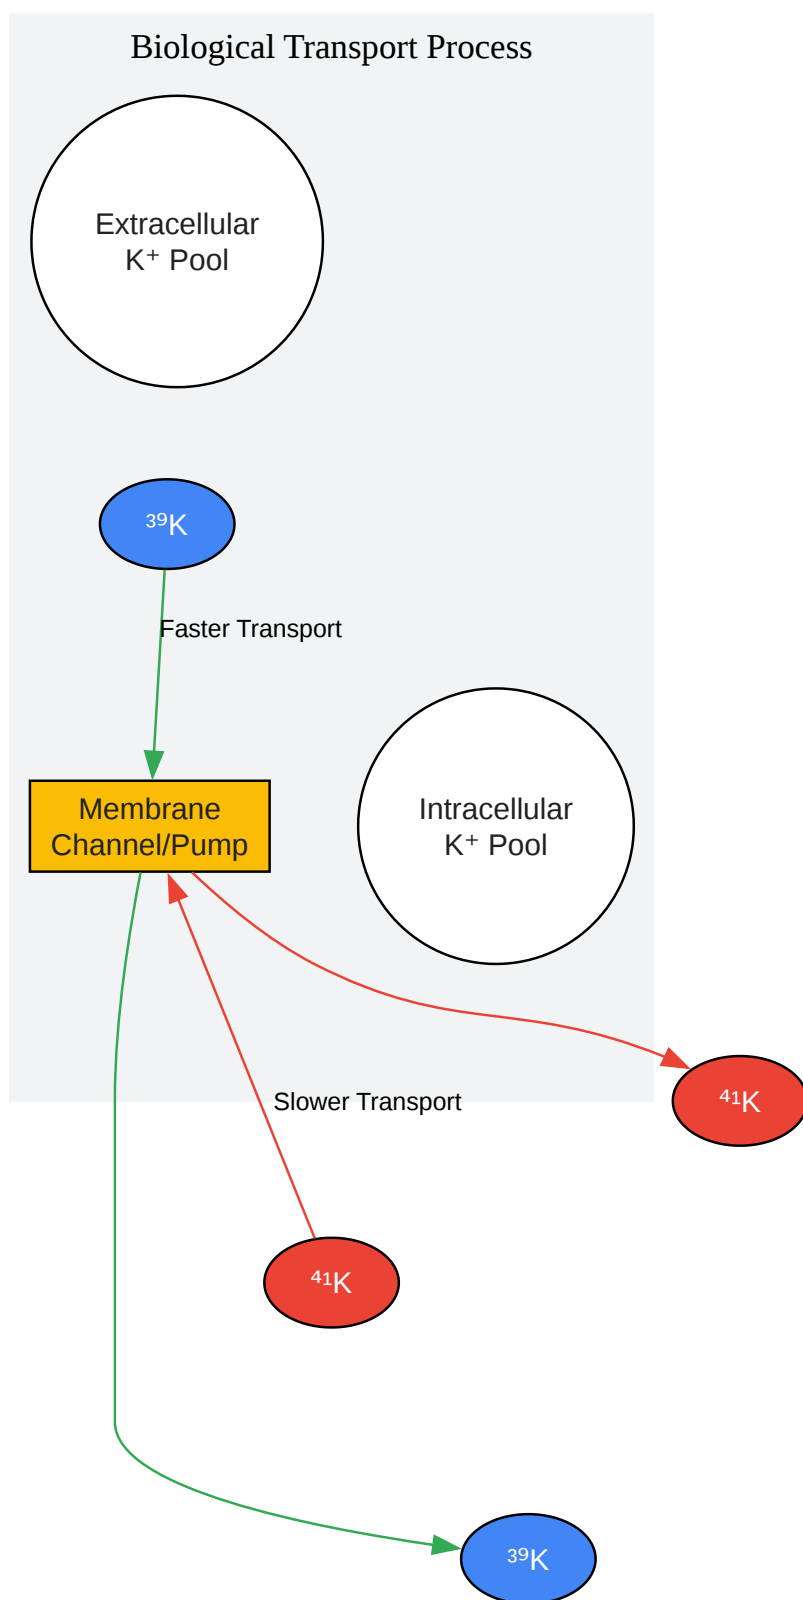 Biological Transport Process
Extracellular
K⁺ Pool
³⁹K
Faster Transport
Membrane
Channel/Pump
Intracellular
K⁺ Pool
Slower Transport
⁴¹K
⁴¹K
³⁹K